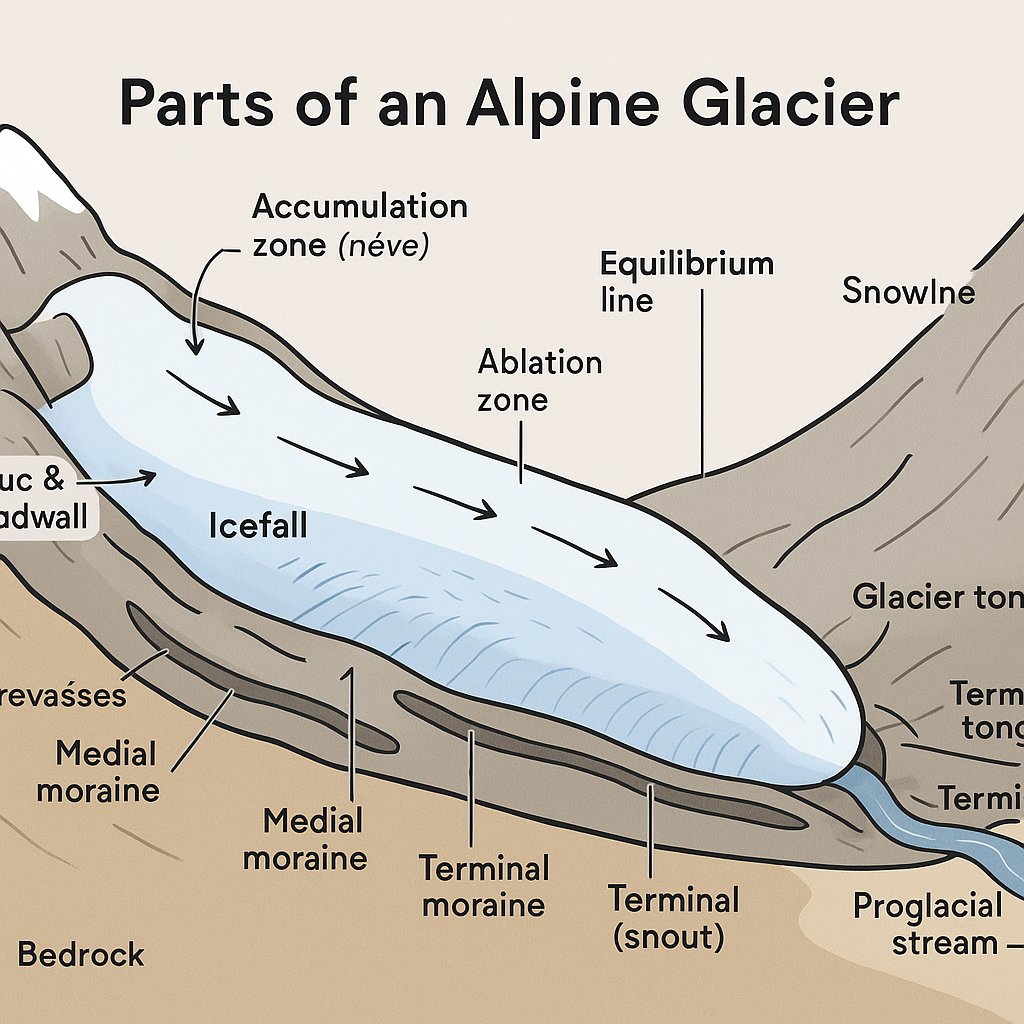 Parts of an Alpine Glacier
Accumulation
zone (néve)
Equilibrium
line
Snowlne
Ablation
zone
uc &
adwall
Icefall
Glacier ton
revaśses
Term
tong
Medial
moraine
Termi
Medial
moraine
Terminal
moraine
Terminal
(snout)
Proglacial
stream
Bedrock